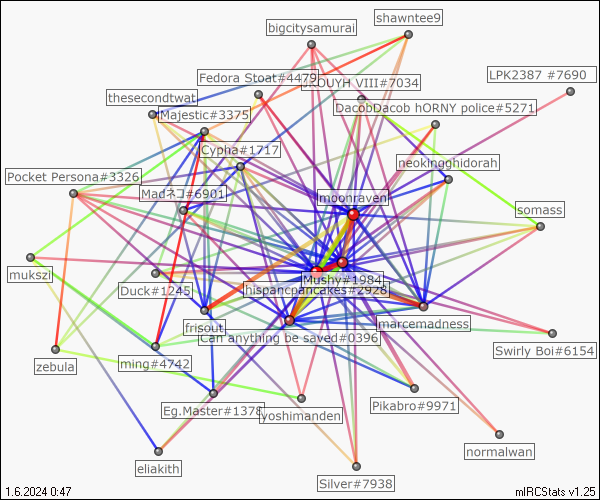 shawntee9
bigcitysamurai
LPK2387 #7690
Fedora Stoat#4479
VIII#7034
thesecondtwat
DacobDacob hORNY police#5271
Majestic#3375
Cypha#1717
neokingghidorah
Pocket Persona#3326
Madネコ#6901
moonraven
somass
mukszi
Mushy#1984
Duck#1245
hispancpancakes#2926
frisout
marcemadness
Can anything be saved#0396
Swirly Boi#6154
zebula
ming#4742
Pikabro#9971
Eg.Master#1378
yoshimanden
normalwan
eliakith
Silver#7938
1.6.2024 0:47
mIRCStats v1.25